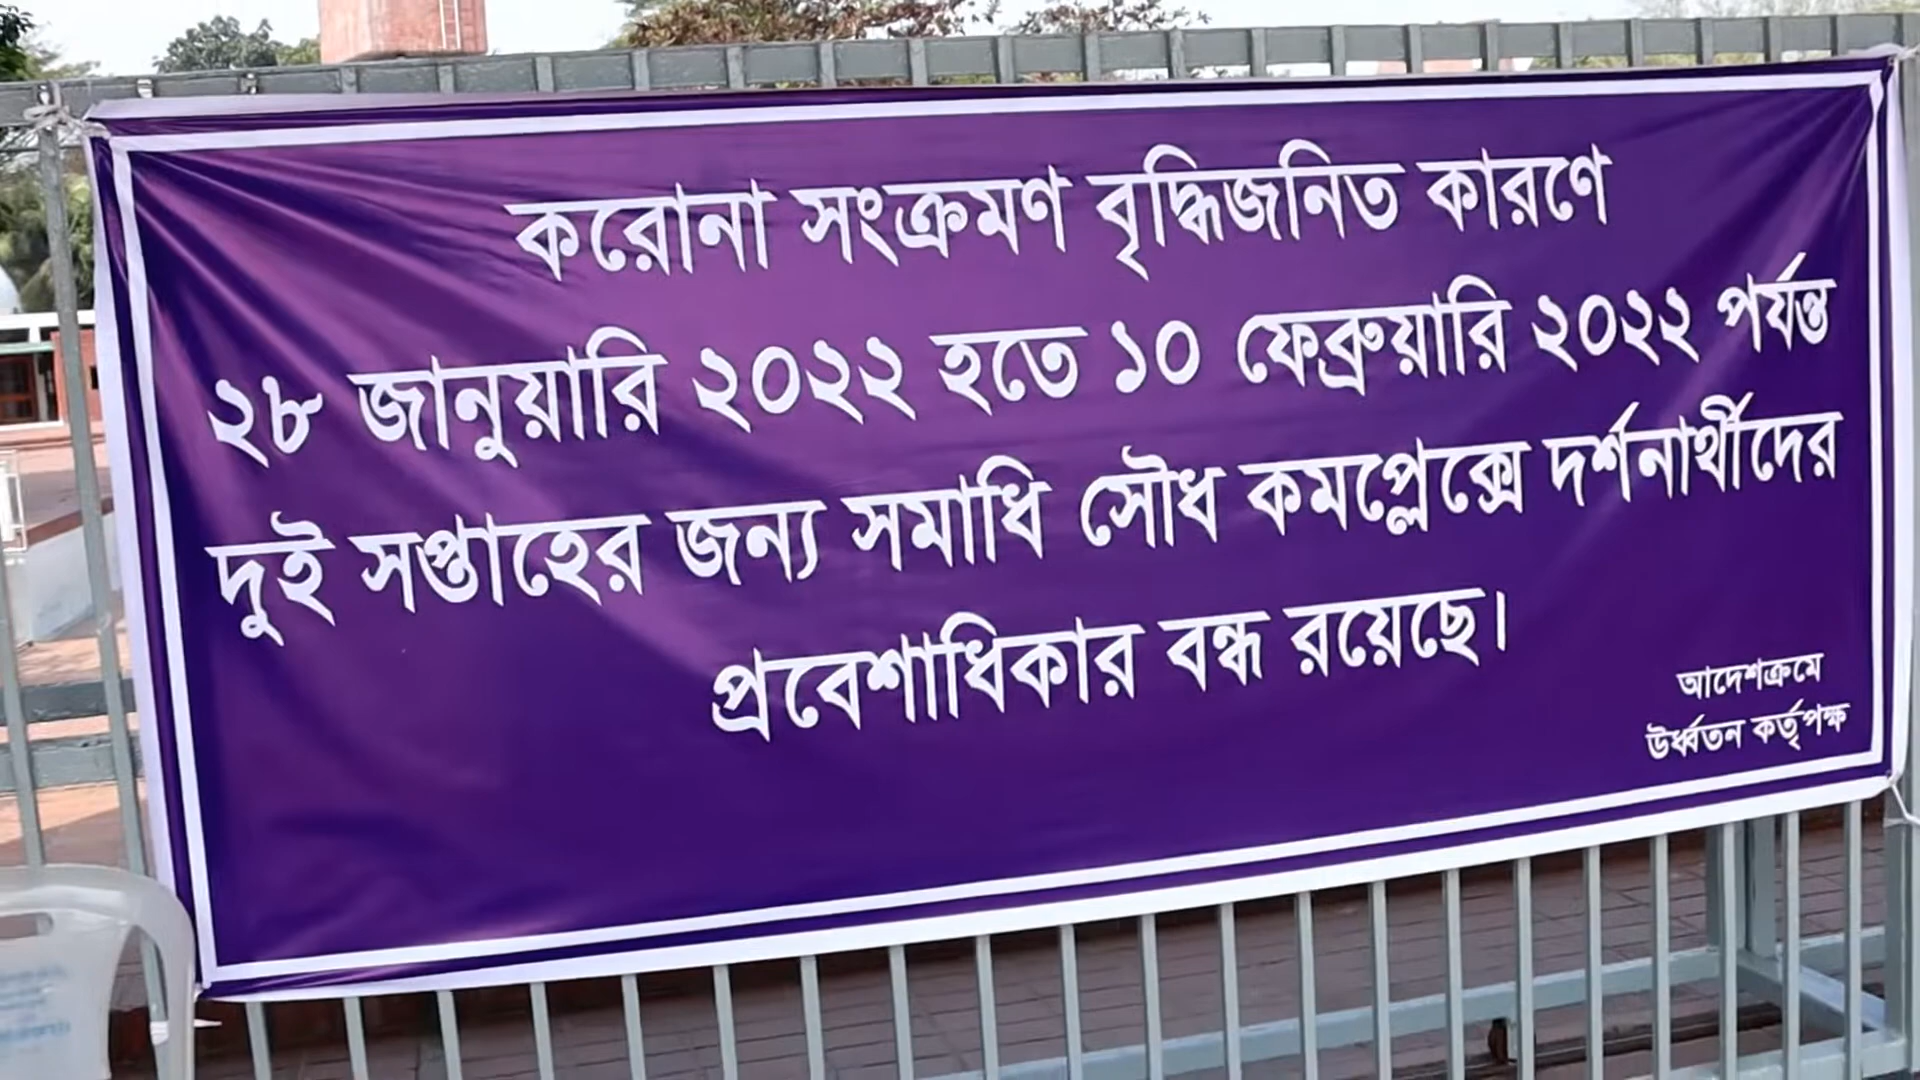 করোনা সংক্রমণ বৃদ্ধিজনিত কারণে
২৮ জানুয়ারি ২০২২ হতে ১০ ফেব্রুয়ারি ২০২২ পর্যন্ত
দুই সপ্তাহের জন্য সমাধি সৌধ কমপ্লেক্সে দর্শনার্থীদের
প্রবেশাধিকার বন্ধ রয়েছে।
আদেশক্রমে
উর্ধ্বতন কর্তৃপক্ষ